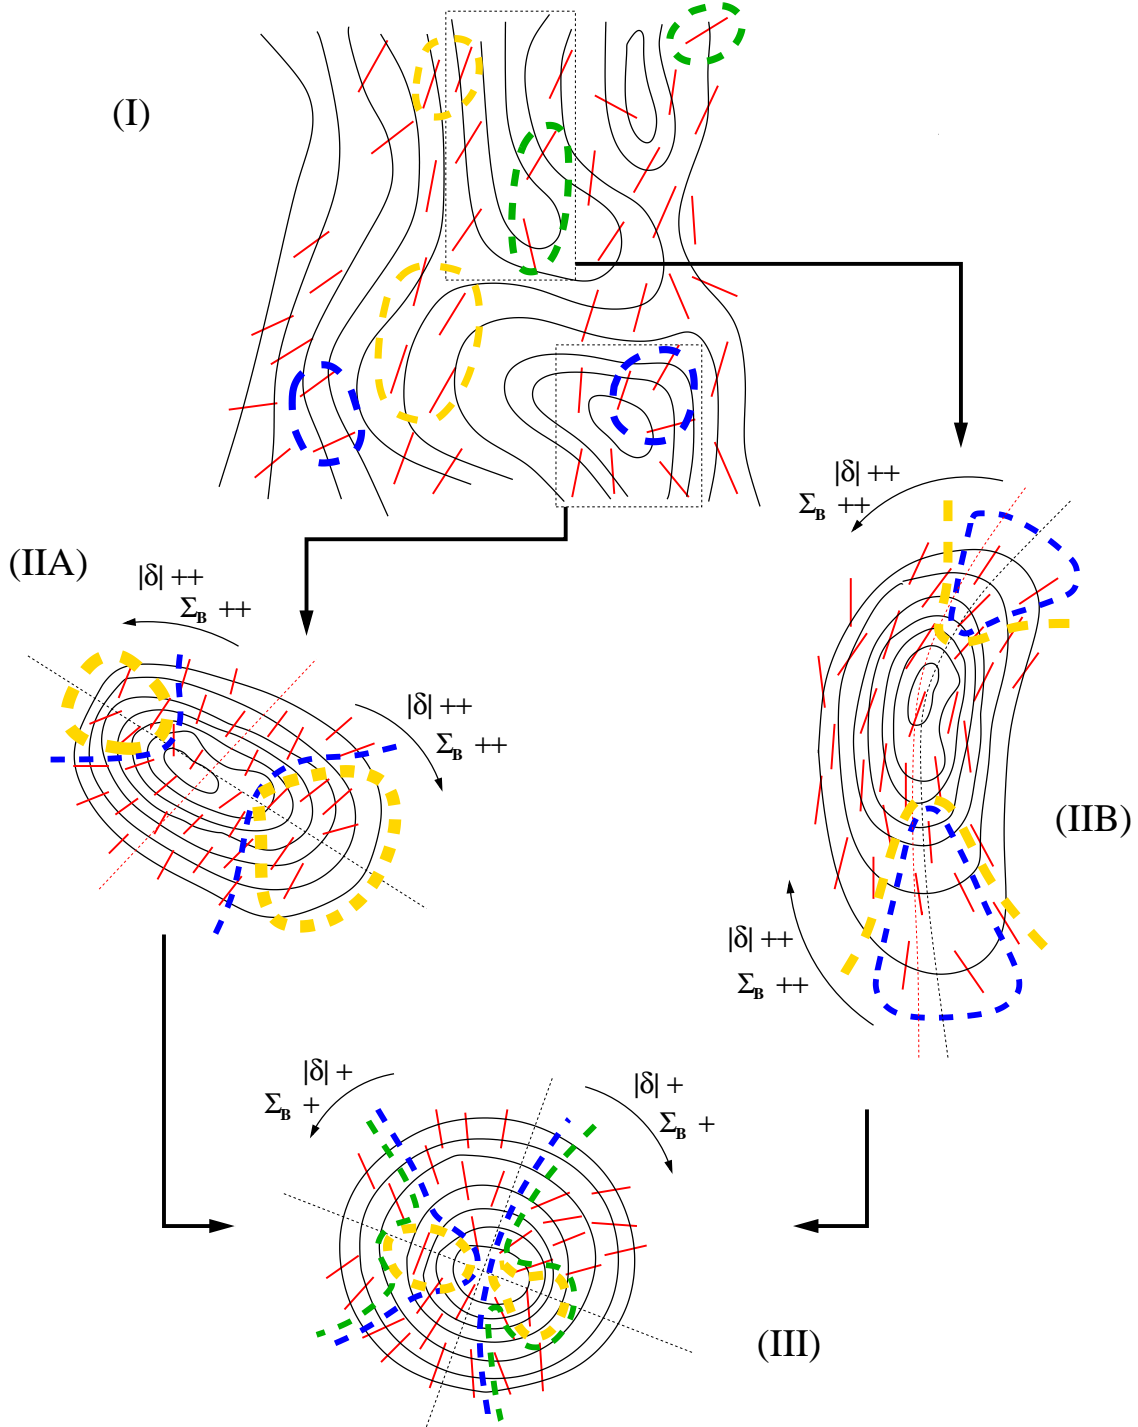 (I)
|δ| ++
Σ_B ++
(IIA)
|δ| ++
Σ_B ++
|δ| ++
Σ_B ++
(IIB)
|δ| ++
Σ_B ++
|δ| +
Σ_B +
|δ| +
Σ_B +
(III)